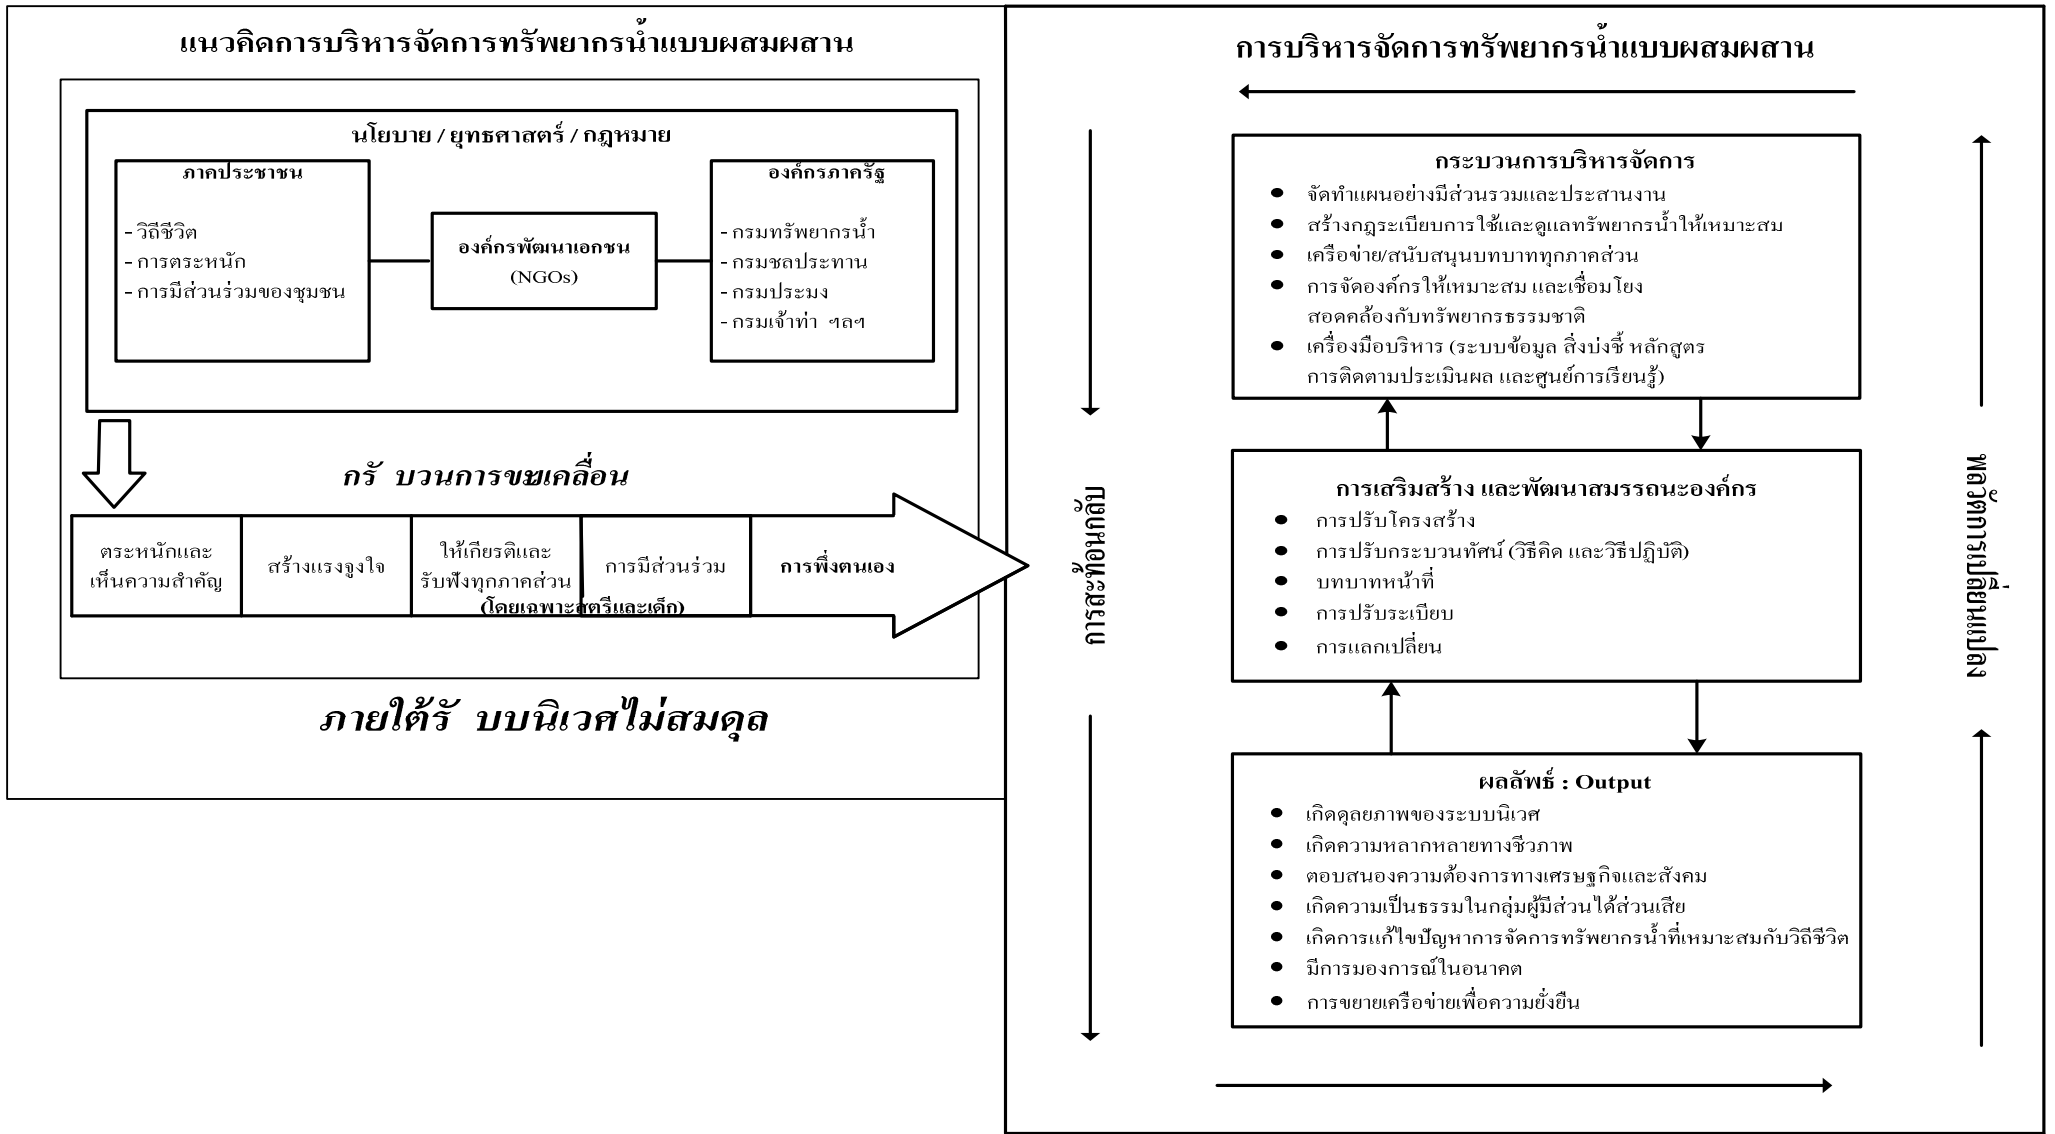 แนวคิดการบริหารจัดการทรัพยากรน้ำแบบผสมผสาน
นโยบาย / ยุทธศาสตร์ / กฎหมาย
ภาคประชาชน
- วิถีชีวิต
- การตระหนัก
- การมีส่วนร่วมของชุมชน
องค์กรพัฒนาเอกชน
(NGOs)
องค์กรภาครัฐ
- กรมทรัพยากรน้ำ
- กรมชลประทาน
- กรมประมง
- กรมเจ้าท่า ฯลฯ
ตระหนักและ
เห็นความสำคัญ
สร้างแรงจูงใจ
ให้เกียรติและ
รับฟังทุกภาคส่วน
(โดยเฉพาะสตรีและเด็ก)
การมีส่วนร่วม
การพึ่งตนเอง
ภายใต้รั บบนิเวศไม่สมดุล
การบริหารจัดการทรัพยากรน้ำแบบผสมผสาน
การสะท้อนกลับ
กระบวนการบริหารจัดการ
จัดทำแผนอย่างมีส่วนรวมและประสานงาน
สร้างกฎระเบียบการใช้และดูแลทรัพยากรน้ำให้เหมาะสม
เครือข่าย/สนับสนุนบทบาททุกภาคส่วน
การจัดองค์กรให้เหมาะสม และเชื่อมโยง
สอดคล้องกับทรัพยากรธรรมชาติ
เครื่องมือบริหาร (ระบบข้อมูล สิ่งบ่งชี้ หลักสูตร
การติดตามประเมินผล และศูนย์การเรียนรู้)
การเสริมสร้าง และพัฒนาสมรรถนะองค์กร
การปรับโครงสร้าง
การปรับกระบวนทัศน์ (วิธีคิด และวิธีปฏิบัติ)
บทบาทหน้าที่
การปรับระเบียบ
การแลกเปลี่ยน
ผลลัพธ์ : Output
เกิดดุลยภาพของระบบนิเวศ
เกิดความหลากหลายทางชีวภาพ
ตอบสนองความต้องการทางเศรษฐกิจและสังคม
เกิดความเป็นธรรมในกลุ่มผู้มีส่วนได้ส่วนเสีย
เกิดการแก้ไขปัญหาการจัดการทรัพยากรน้ำที่เหมาะสมกับวิถีชีวิต
มีการมองการณ์ในอนาคต
การขยายเครือข่ายเพื่อความยั่งยืน
พลวัตการเปลี่ยนแปลง